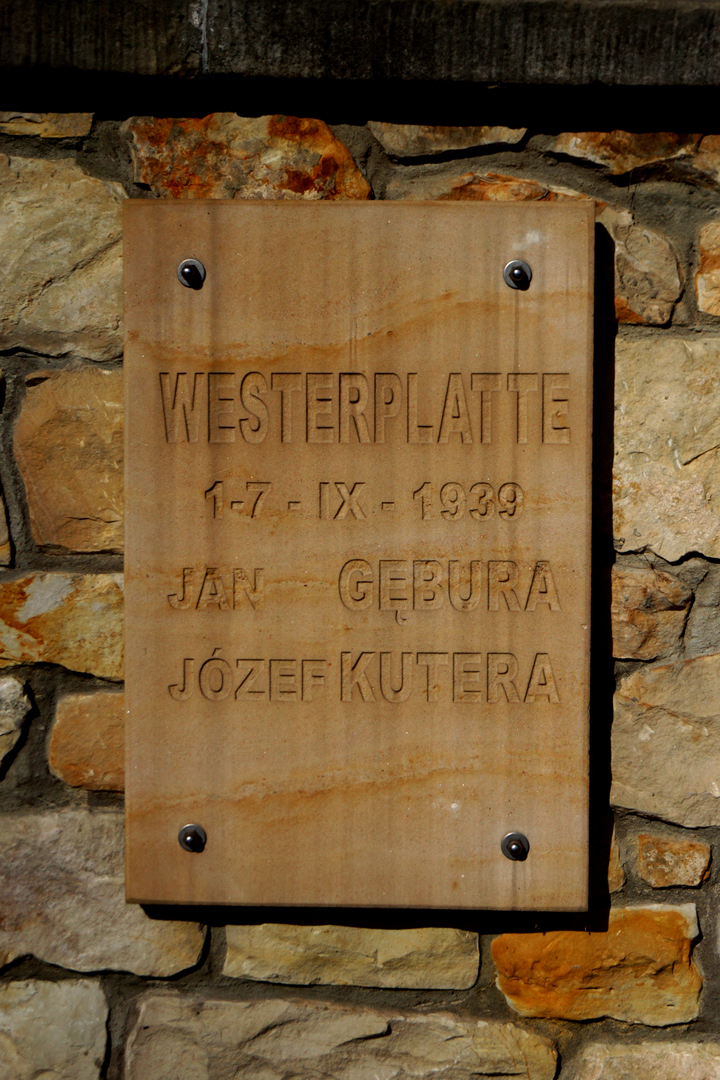 WESTERPLATTE
1-7 - IX - 1939
JAN GĘBURA
JÓZEF KUTERA